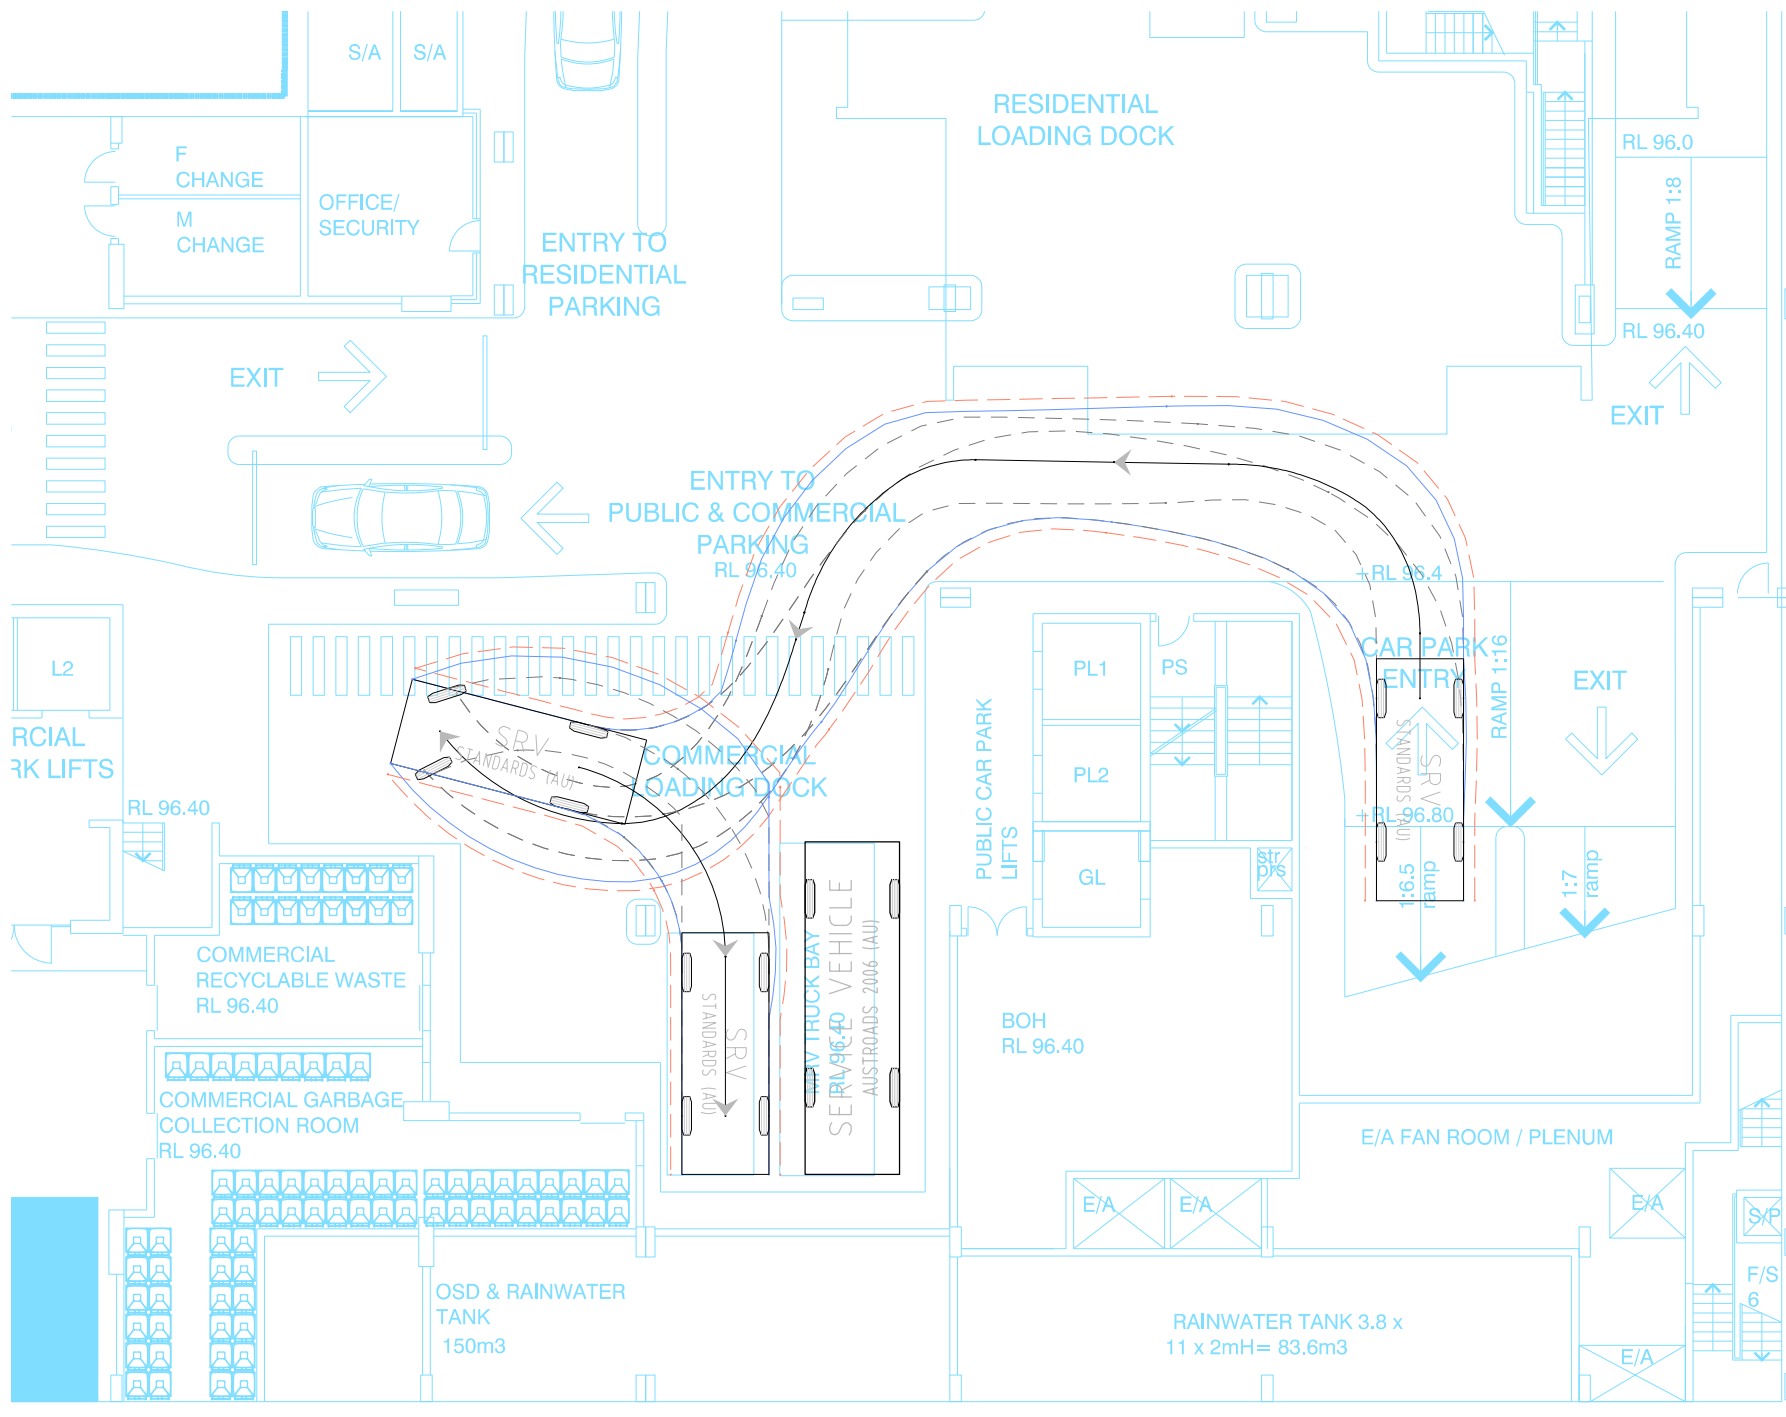 S/A
S/A
RESIDENTIAL
LOADING DOCK
RL 96.0
F
CHANGE
RAMP 1:8
OFFICE/
SECURITY
M
CHANGE
ENTRY TO
RESIDENTIAL
PARKING
RL 96.40
EXIT
EXIT
ENTRY TO
PUBLIC & COMMERCIAL
PARKING
RL 96.40
+RL 96.4
L2
PL1
PS
CAR PARK
ENTRY
RAMP 1:16
EXIT
RCIAL
RK LIFTS
SRV
STANDARDS (AU)
COMMERCIAL
LOADING DOCK
PL2
SRV
STANDARDS (AU)
RL 96.40
+RL 96.80
PUBLIC CAR PARK
LIFTS
GL
str
prs
1:6.5
ramp
1:7
ramp
COMMERCIAL
RECYCLABLE WASTE
RL 96.40
SRV
STANDARDS (AU)
MRV TRUCK BAY
RL 96.40
SERVICE VEHICLE
AUSTROADS 2006 (AU)
BOH
RL 96.40
COMMERCIAL GARBAGE
COLLECTION ROOM
RL 96.40
E/A FAN ROOM / PLENUM
E/A
E/A
E/A
S/P
F/S
6
OSD & RAINWATER
TANK
150m3
RAINWATER TANK 3.8 x
11 x 2mH= 83.6m3
E/A